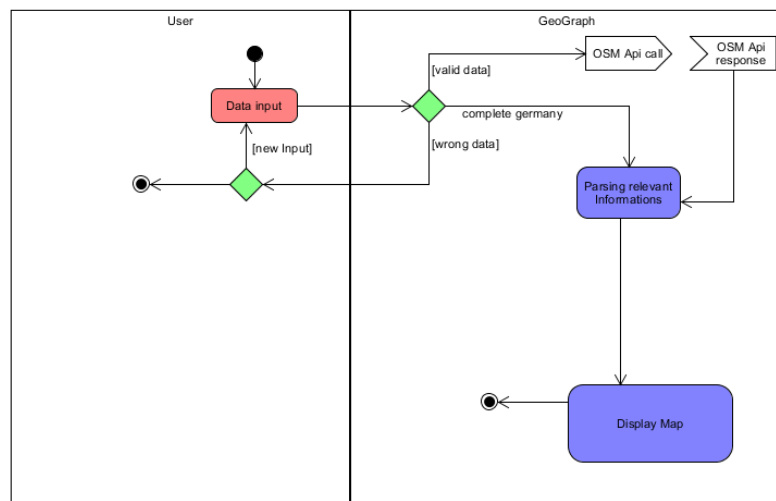 User
GeoGraph
[valid data]
OSM Api call
OSM Api
response
Data input
complete germany
[new Input]
[wrong data]
Parsing relevant
Informations
Display Map